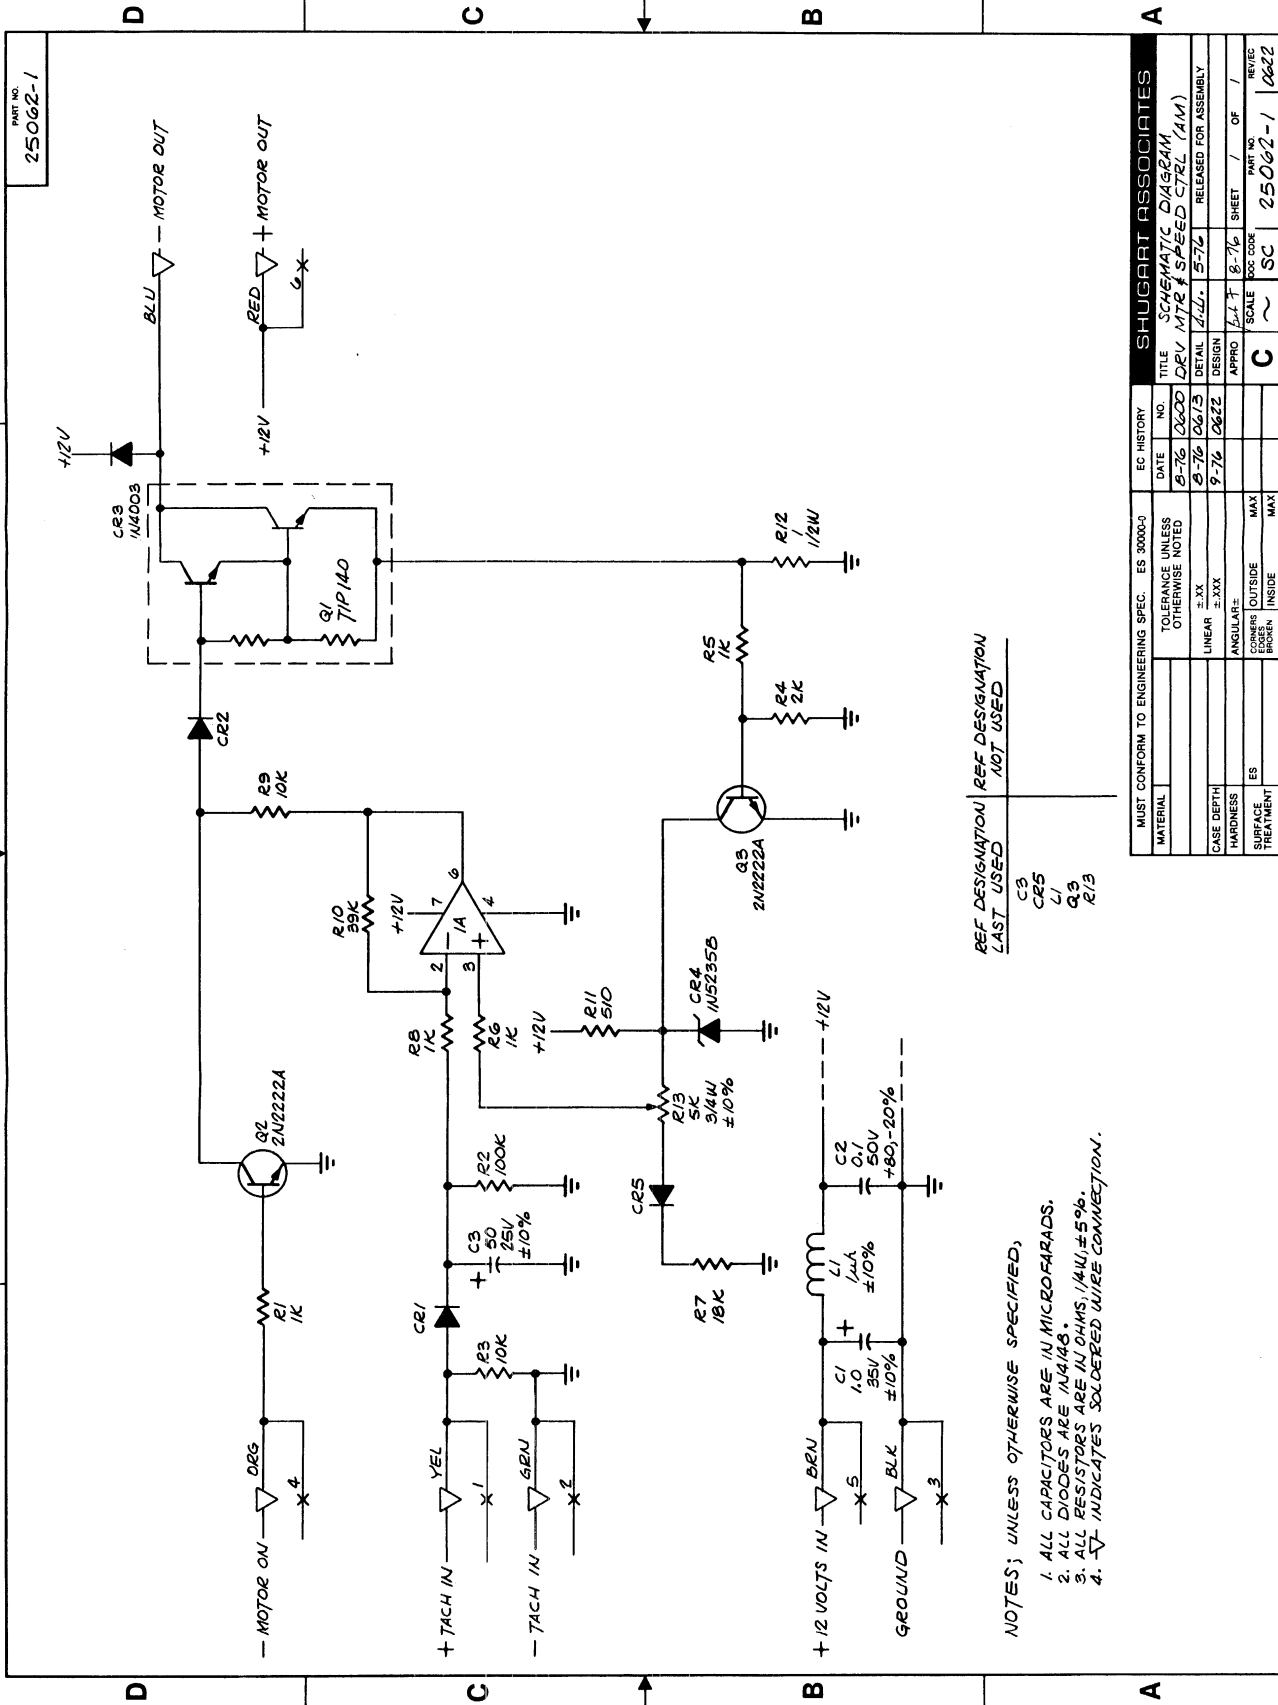 PART NO.
25062-1
D
C
B
A
- MOTOR ON
ORG
4
R1
1K
Q2
2N2222A
CR2
R9
10K
R10
39K
CR3
1N4003
+12V
Q1
TIP140
BLU
- MOTOR OUT
+12V
RED
+ MOTOR OUT
6
+ TACH IN
YEL
1
- TACH IN
GRN
2
R3
10K
CR1
C3
50
25V
±10%
+
R2
100K
R8
1K
R6
1K
2
3
-
+
1A
+12V
7
4
6
+12V
R11
510
R13
5K
3/4W
±10%
CR5
R7
18K
CR4
1N5235B
Q3
2N2222A
R5
1K
R4
2K
R12
1
1/2W
+ 12 VOLTS IN
BRN
5
GROUND
BLK
3
C1
1.0
35V
±10%
+
L1
1µh
±10%
C2
0.1
50V
+80,-20%
+12V
NOTES; UNLESS OTHERWISE SPECIFIED,
1. ALL CAPACITORS ARE IN MICROFARADS.
2. ALL DIODES ARE 1N4148.
3. ALL RESISTORS ARE IN OHMS, 1/4W, ±5%.
4. INDICATES SOLDERED WIRE CONNECTION.
REF DESIGNATION
LAST USED
REF DESIGNATION
NOT USED
C3
CR5
L1
Q3
R13
MUST CONFORM TO ENGINEERING SPEC. ES 30000-0
MATERIAL
CASE DEPTH
HARDNESS
SURFACE
TREATMENT
ES
TOLERANCE UNLESS
OTHERWISE NOTED
LINEAR ±.XX
±.XXX
ANGULAR±
CORNERS
EDGES
BROKEN
OUTSIDE MAX
INSIDE MAX
EC HISTORY
DATE NO.
8-76 0600
8-76 0613
9-76 0622
SHUGART ASSOCIATES
TITLE SCHEMATIC DIAGRAM
DRV MTR & SPEED CTRL (AM)
DETAIL 5-76 RELEASED FOR ASSEMBLY
DESIGN
APPRO 8-76 SHEET 1 OF 1
C
SCALE ~
DOC CODE SC
PART NO. 25062-1
REV/EC 0622
D
C
B
A